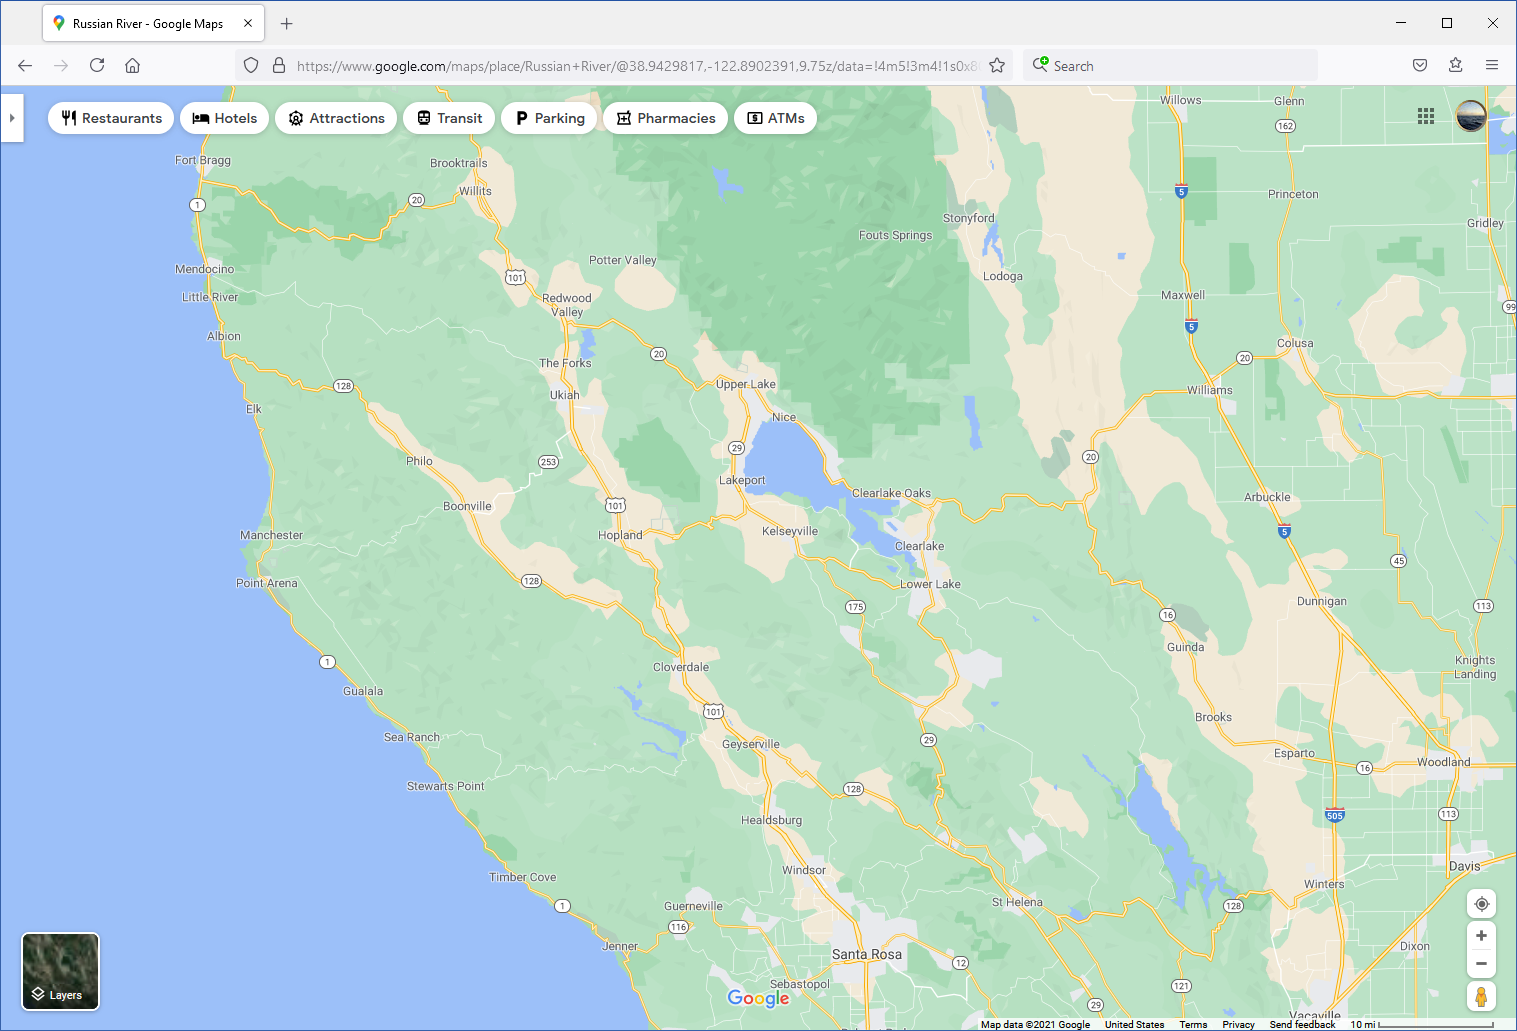 Russian River - Google Maps
https://www.google.com/maps/place/Russian+River/@38.9429817,-122.8902391,9.75z/data=!4m5!3m4!1s0x8
Search
Restaurants
Hotels
Attractions
Transit
Parking
Pharmacies
ATMs
Willows
Glenn
162
Fort Bragg
Brooktrails
Willits
20
5
Princeton
1
Stonyford
Gridley
Fouts Springs
Potter Valley
Mendocino
101
Lodoga
Little River
Redwood
Valley
Maxwell
99
5
Albion
Colusa
20
20
The Forks
128
Upper Lake
Williams
Ukiah
Elk
Nice
29
20
Philo
253
Lakeport
Clearlake Oaks
Arbuckle
Boonville
101
Manchester
Hopland
Kelseyville
5
Clearlake
45
Point Arena
128
Lower Lake
175
Dunnigan
113
16
Guinda
1
Cloverdale
Knights
Landing
Gualala
101
Brooks
Sea Ranch
Geyserville
29
Esparto
16
Woodland
Stewarts Point
128
505
113
Healdsburg
Windsor
Davis
Timber Cove
Winters
1
Guerneville
St Helena
128
116
Jenner
Santa Rosa
12
Dixon
Sebastopol
121
Layers
Google
29
Vacaville
Map data ©2021 Google
United States
Terms
Privacy
Send feedback
10 mi